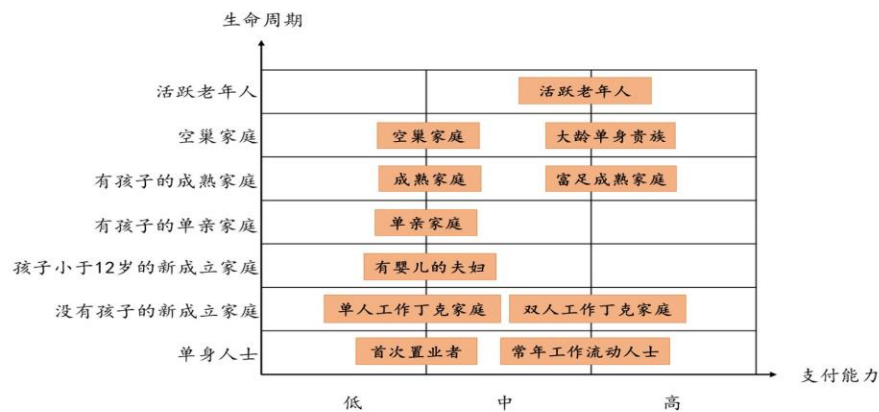 生命周期
活跃老年人 活跃老年人
空巢家庭 空巢家庭 大龄单身贵族
有孩子的成熟家庭 成熟家庭 富足成熟家庭
有孩子的单亲家庭 单亲家庭
孩子小于12岁的新成立家庭 有婴儿的夫妇
没有孩子的新成立家庭 单人工作丁克家庭 双人工作丁克家庭
单身人士 首次置业者 常年工作流动人士
支付能力
低 中 高